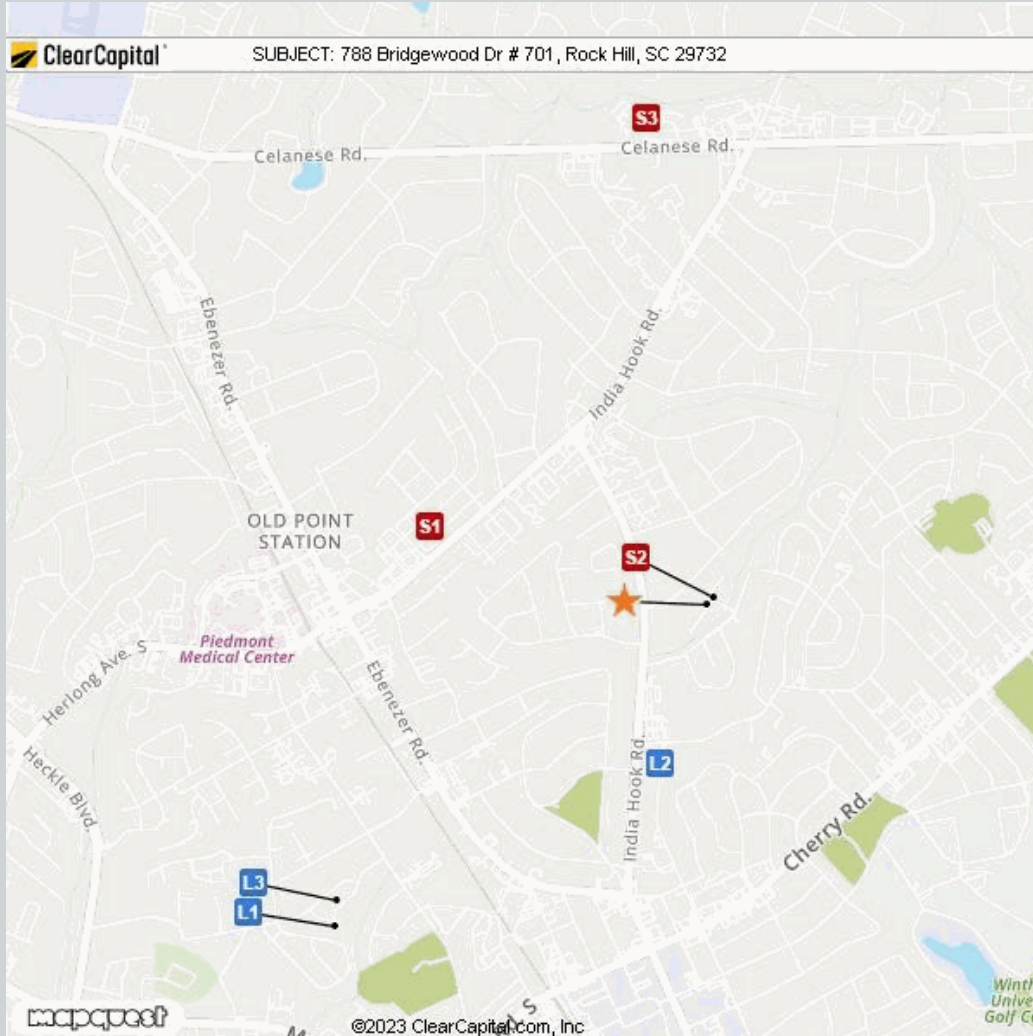 ClearCapital
SUBJECT: 788 Bridgewood Dr # 701, Rock Hill, SC 29732
S3
Celanese Rd.
Celanese Rd.
Ebenezer Rd.
India Hook Rd.
S1
OLD POINT
STATION
S2
Piedmont
Medical Center
Herlong Ave. S
Ebenezer Rd.
Heckle Blvd.
India Hook Rd.
L2
Cherry Rd.
L3
L1
mapquest
©2023 ClearCapital.com, Inc